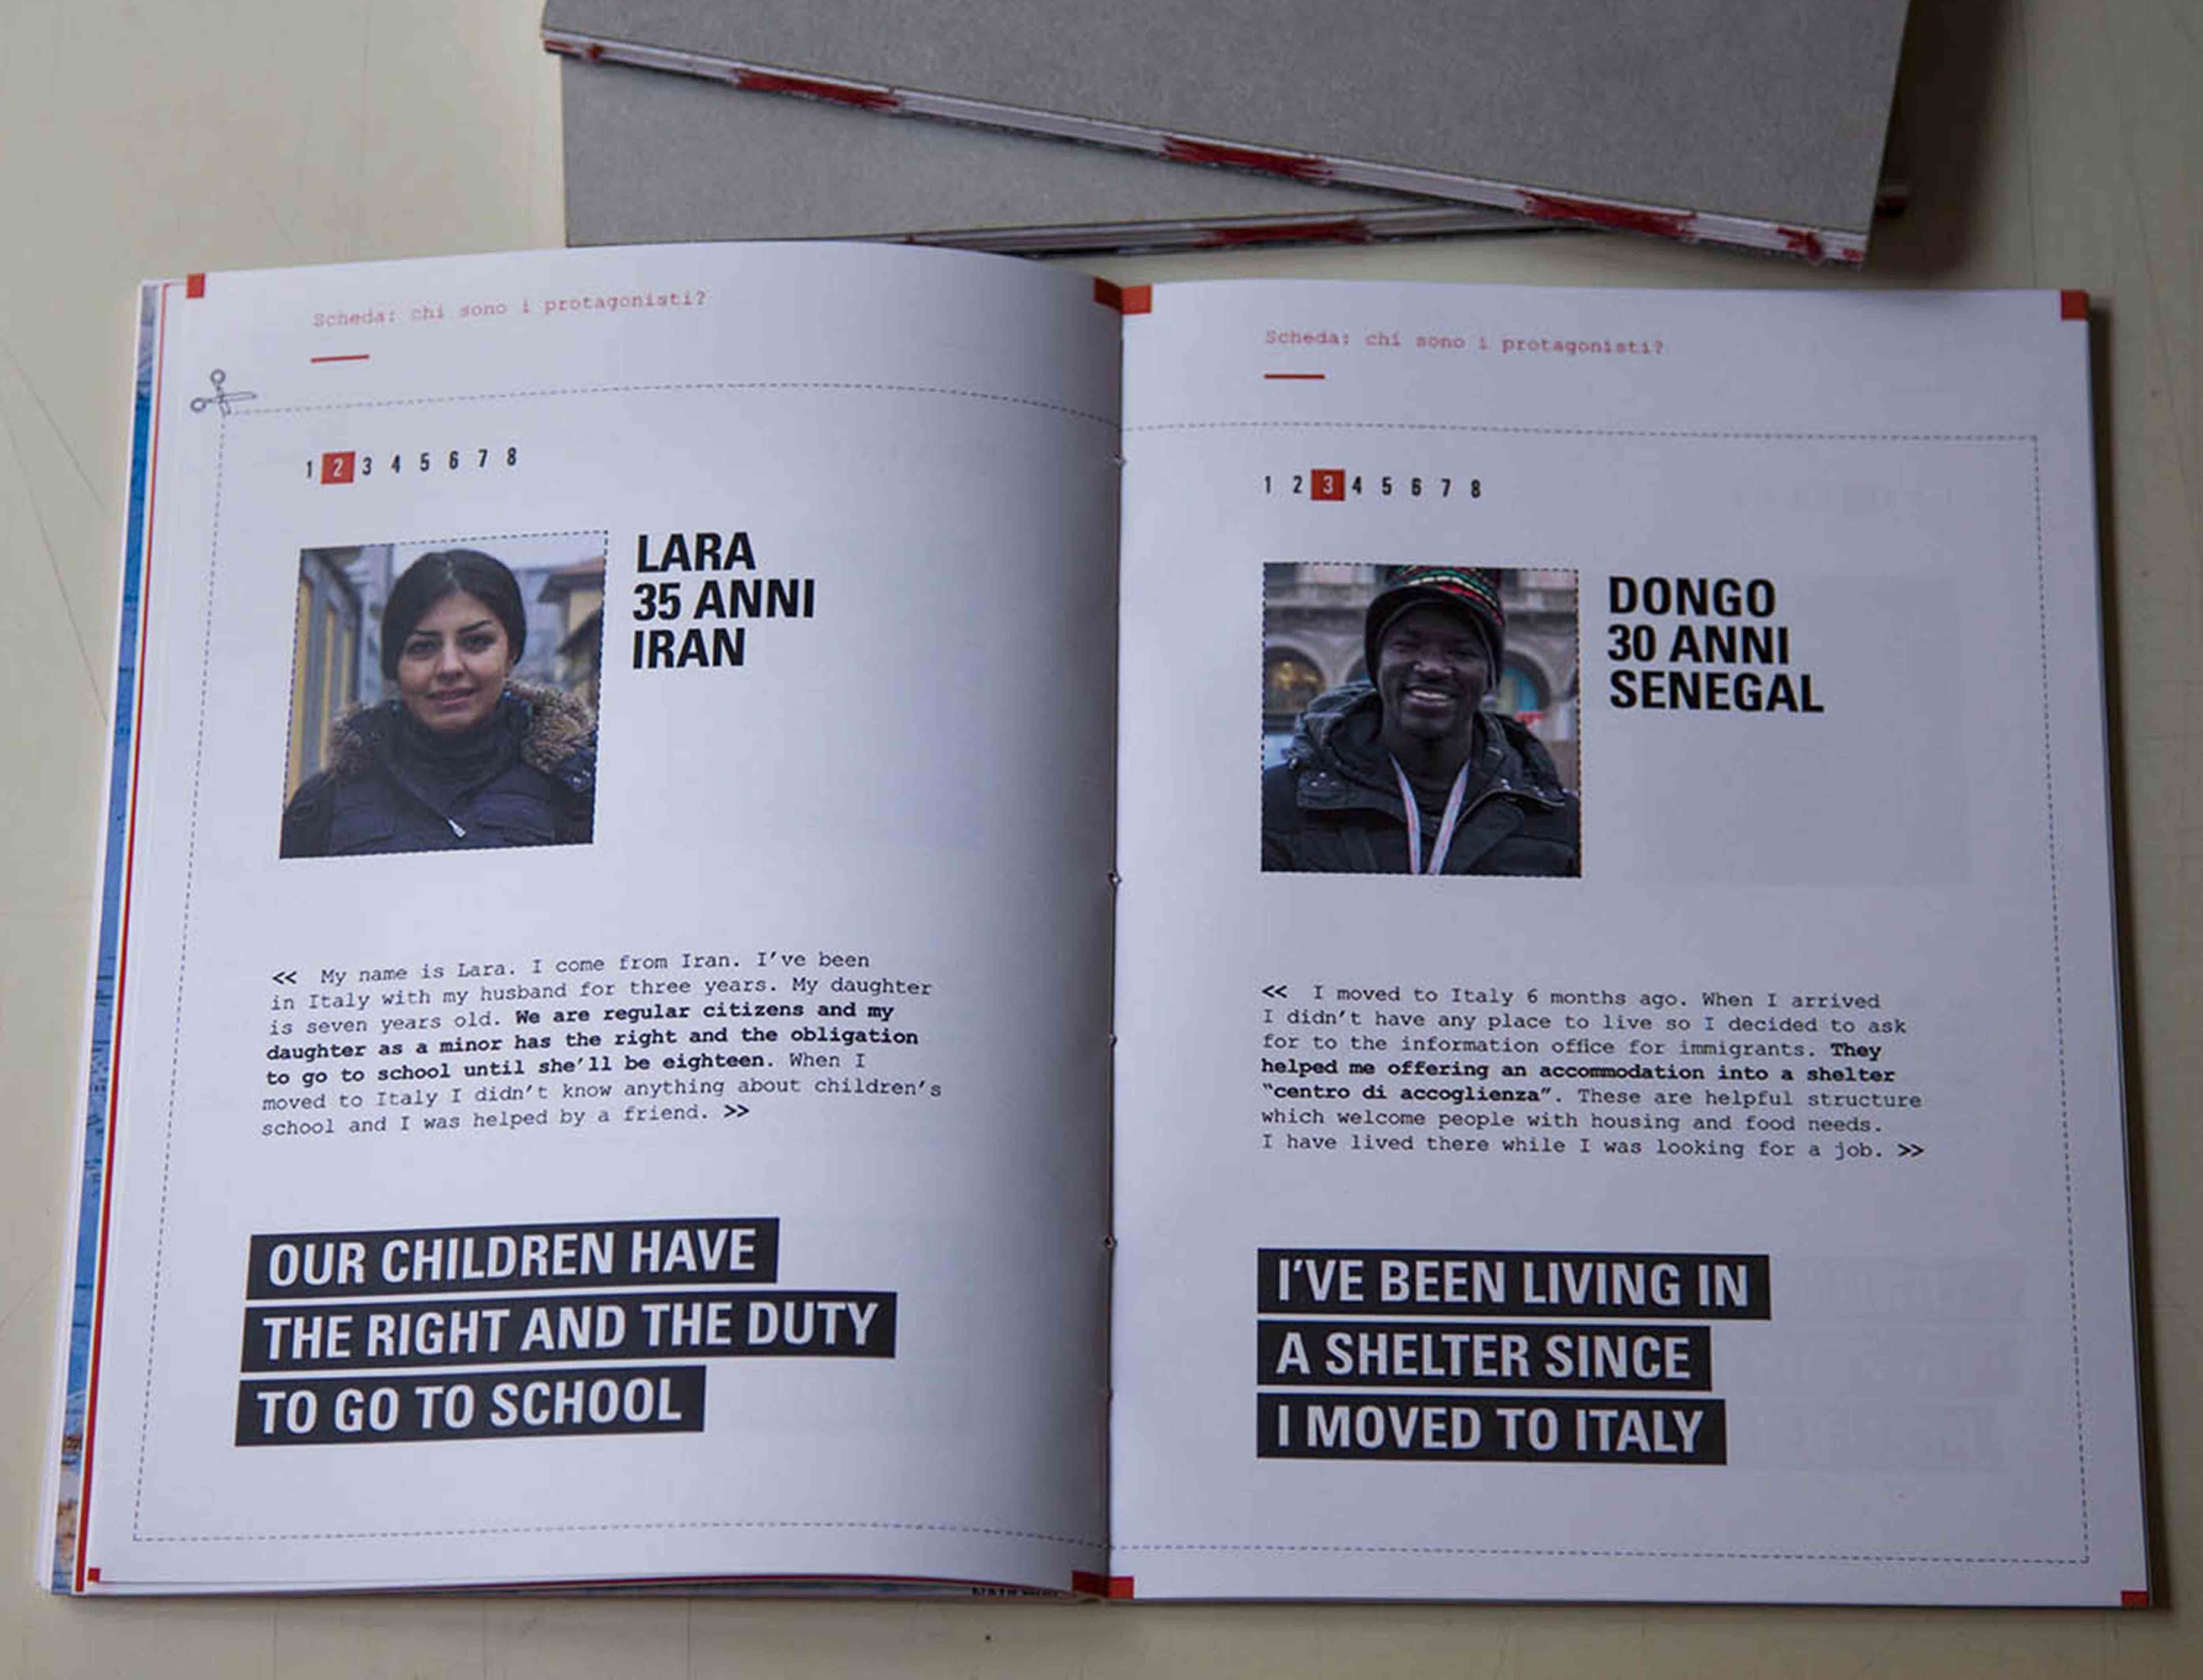 Scheda: chi sono i protagonisti?
1 2 3 4 5 6 7 8
LARA
35 ANNI
IRAN
<< My name is Lara. I come from Iran. I've been
in Italy with my husband for three years. My daughter
is seven years old. We are regular citizens and my
daughter as a minor has the right and the obligation
to go to school until she'll be eighteen. When I
moved to Italy I didn't know anything about children's
school and I was helped by a friend. >>
OUR CHILDREN HAVE
THE RIGHT AND THE DUTY
TO GO TO SCHOOL
Scheda: chi sono i protagonisti?
1 2 3 4 5 6 7 8
DONGO
30 ANNI
SENEGAL
<< I moved to Italy 6 months ago. When I arrived
I didn't have any place to live so I decided to ask
for to the information office for immigrants. They
helped me offering an accommodation into a shelter
"centro di accoglienza". These are helpful structure
which welcome people with housing and food needs.
I have lived there while I was looking for a job. >>
I'VE BEEN LIVING IN
A SHELTER SINCE
I MOVED TO ITALY